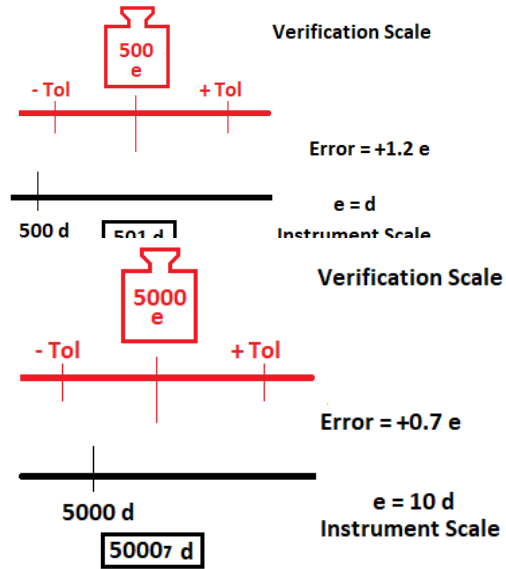 Verification Scale
500
e
- Tol
+ Tol
Error = +1.2 e
e = d
500 d
501 d
Instrument Scale
Verification Scale
5000
e
- Tol
+ Tol
Error = +0.7 e
5000 d
e = 10 d
Instrument Scale
50007 d